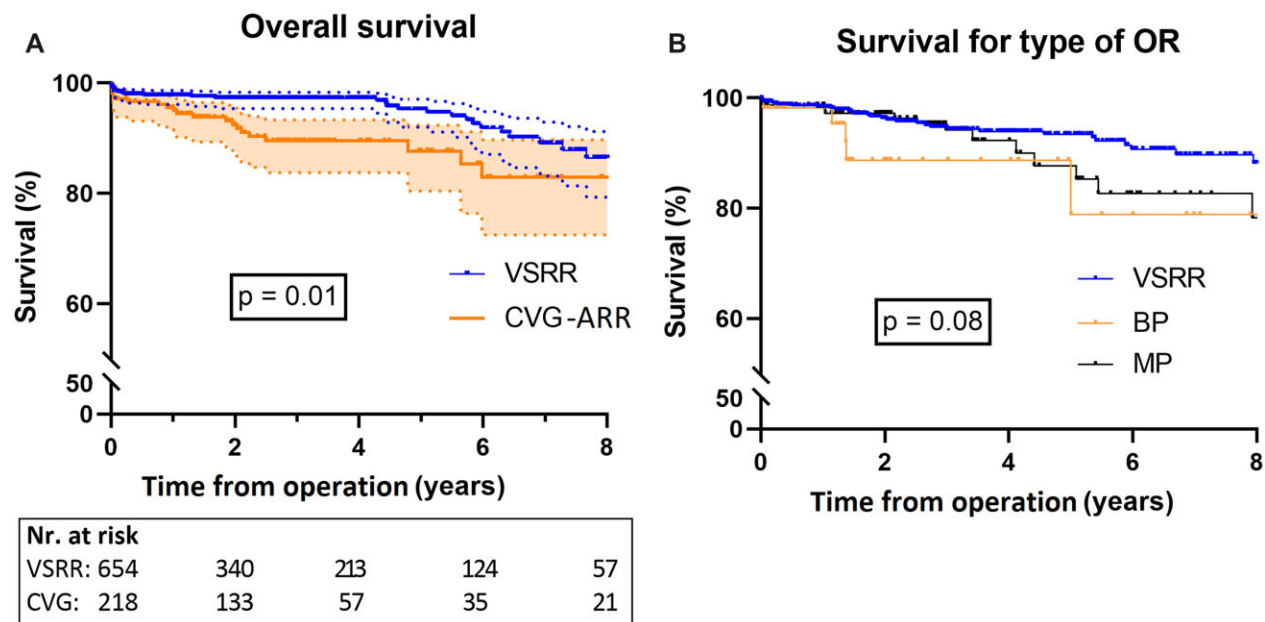 A
Overall survival
Survival (%)
100
80
60
50
0
0 2 4 6 8
Time from operation (years)
VSRR
CVG-ARR
p = 0.01
Nr. at risk
VSRR: 654 340 213 124 57
CVG: 218 133 57 35 21
B
Survival for type of OR
Survival (%)
100
80
60
50
0
0 2 4 6 8
Time from operation (years)
VSRR
BP
MP
p = 0.08